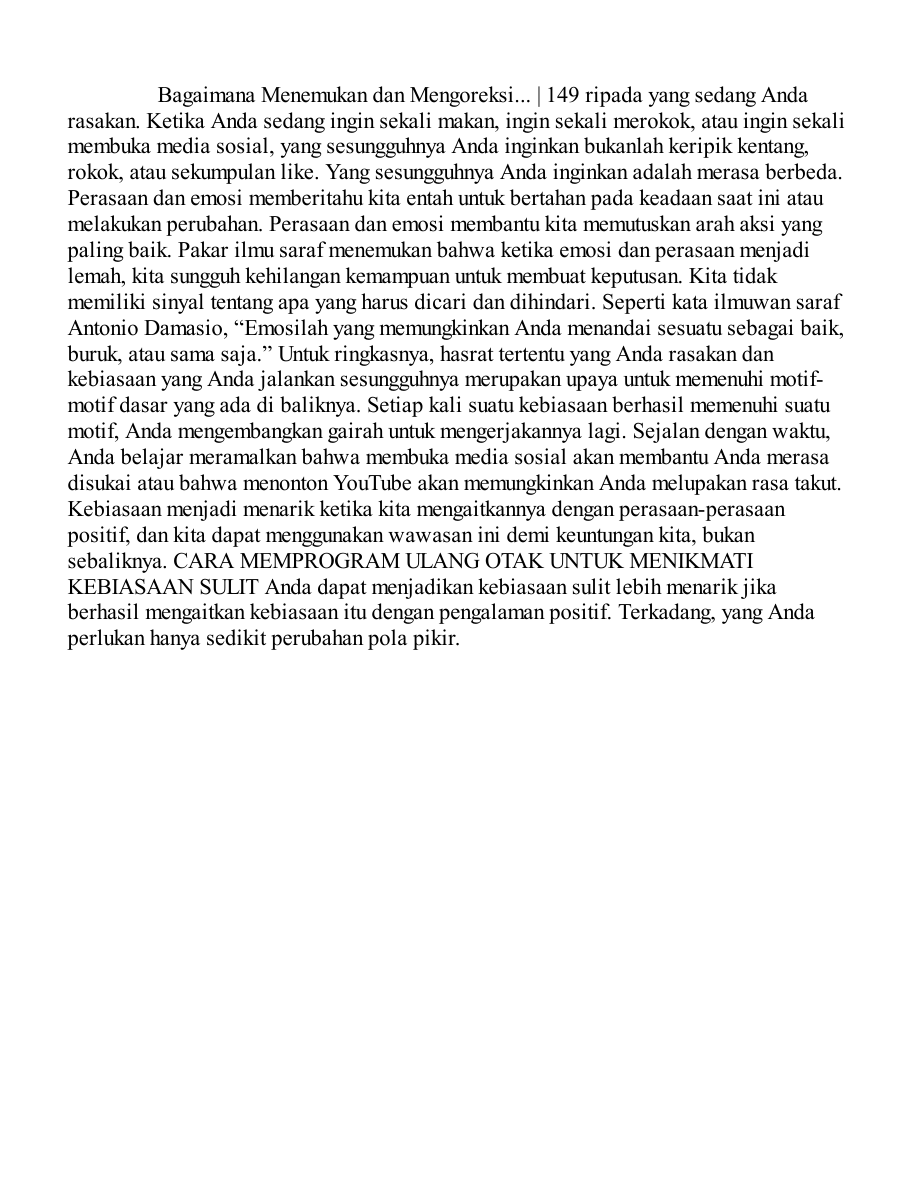 Bagaimana Menemukan dan Mengoreksi... | 149 ripada yang sedang Anda
rasakan. Ketika Anda sedang ingin sekali makan, ingin sekali merokok, atau ingin sekali
membuka media sosial, yang sesungguhnya Anda inginkan bukanlah keripik kentang,
rokok, atau sekumpulan like. Yang sesungguhnya Anda inginkan adalah merasa berbeda.
Perasaan dan emosi memberitahu kita entah untuk bertahan pada keadaan saat ini atau
melakukan perubahan. Perasaan dan emosi membantu kita memutuskan arah aksi yang
paling baik. Pakar ilmu saraf menemukan bahwa ketika emosi dan perasaan menjadi
lemah, kita sungguh kehilangan kemampuan untuk membuat keputusan. Kita tidak
memiliki sinyal tentang apa yang harus dicari dan dihindari. Seperti kata ilmuwan saraf
Antonio Damasio, “Emosilah yang memungkinkan Anda menandai sesuatu sebagai baik,
buruk, atau sama saja.” Untuk ringkasnya, hasrat tertentu yang Anda rasakan dan
kebiasaan yang Anda jalankan sesungguhnya merupakan upaya untuk memenuhi motif-
motif dasar yang ada di baliknya. Setiap kali suatu kebiasaan berhasil memenuhi suatu
motif, Anda mengembangkan gairah untuk mengerjakannya lagi. Sejalan dengan waktu,
Anda belajar meramalkan bahwa membuka media sosial akan membantu Anda merasa
disukai atau bahwa menonton YouTube akan memungkinkan Anda melupakan rasa takut.
Kebiasaan menjadi menarik ketika kita mengaitkannya dengan perasaan-perasaan
positif, dan kita dapat menggunakan wawasan ini demi keuntungan kita, bukan
sebaliknya. CARA MEMPROGRAM ULANG OTAK UNTUK MENIKMATI
KEBIASAAN SULIT Anda dapat menjadikan kebiasaan sulit lebih menarik jika
berhasil mengaitkan kebiasaan itu dengan pengalaman positif. Terkadang, yang Anda
perlukan hanya sedikit perubahan pola pikir.